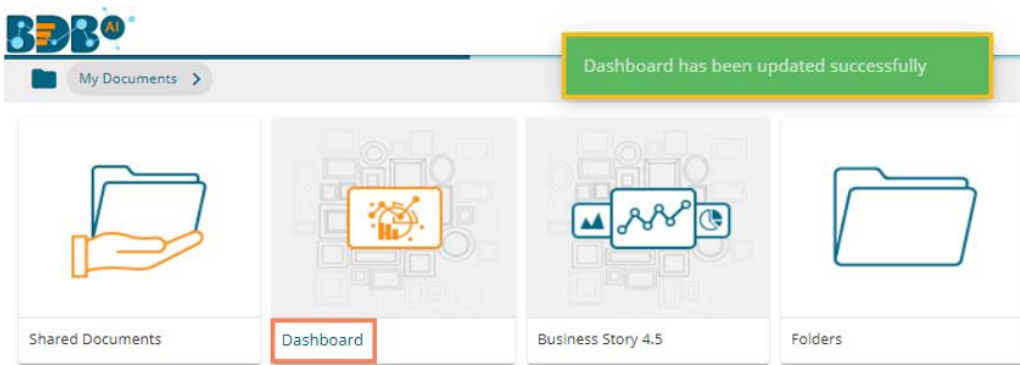 BDB AI
Dashboard has been updated successfully
My Documents >
Shared Documents
Dashboard
Business Story 4.5
Folders